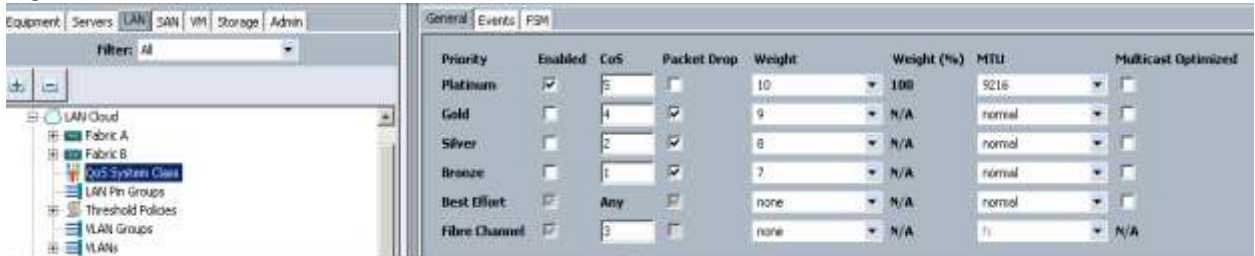 Equipment Servers LAN SAN VM Storage Admin
Filter: All
LAN Cloud
Fabric A
Fabric B
QoS System Class
LAN Pin Groups
Threshold Policies
VLAN Groups
VLANs
General Events FSM
Priority Enabled CoS Packet Drop Weight Weight (%) MTU Multicast Optimized
Platinum 5 10 100 9216
Gold 4 9 N/A normal
Silver 2 8 N/A normal
Bronze 1 7 N/A normal
Best Effort Any none N/A normal
Fibre Channel 3 none N/A fc N/A